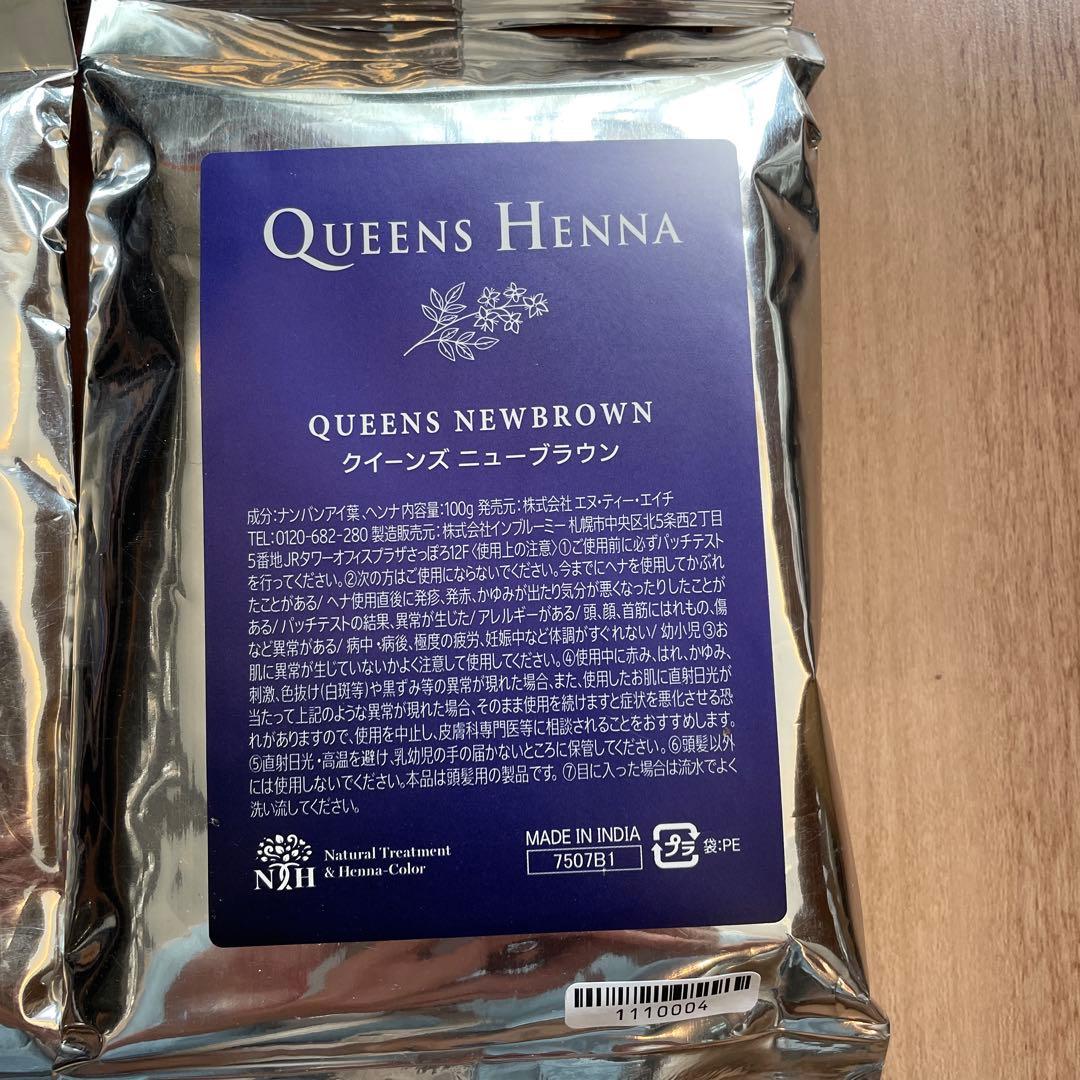 QUEENS HENNA
QUEENS NEWBROWN
クイーンズ ニューブラウン
成分:ナンバンアイ葉、ヘンナ 内容量:100g 発売元:株式会社 エヌ・ティー・エイチ
TEL:0120-682-280 製造販売元:株式会社インブルーミー 札幌市中央区北5条西2丁目
5番地 JRタワーオフィスプラザさっぽろ12F〈使用上の注意〉①ご使用前に必ずパッチテスト
を行ってください。②次の方はご使用にならないでください。今までにヘナを使用してかぶれ
たことがある/ ヘナ使用直後に発疹、発赤、かゆみが出たり気分が悪くなったりしたことが
ある/ パッチテストの結果、異常が生じた/ アレルギーがある/ 頭、顔、首筋にはれもの、傷
など異常がある/ 病中・病後、極度の疲労、妊娠中など体調がすぐれない/ 幼小児 ③お
肌に異常が生じていないかよく注意して使用してください。④使用中に赤み、はれ、かゆみ、
刺激、色抜け(白斑等)や黒ずみ等の異常が現れた場合、また、使用したお肌に直射日光が
当たって上記のような異常が現れた場合、そのまま使用を続けますと症状を悪化させる恐
れがありますので、使用を中止し、皮膚科専門医等に相談されることをおすすめします。
⑤直射日光・高温を避け、乳幼児の手の届かないところに保管してください。⑥頭髪以外
には使用しないでください。本品は頭髪用の製品です。⑦目に入った場合は流水でよく
洗い流してください。
NTH
Natural Treatment
& Henna-Color
MADE IN INDIA
7507B1
プラ 袋:PE
1110004